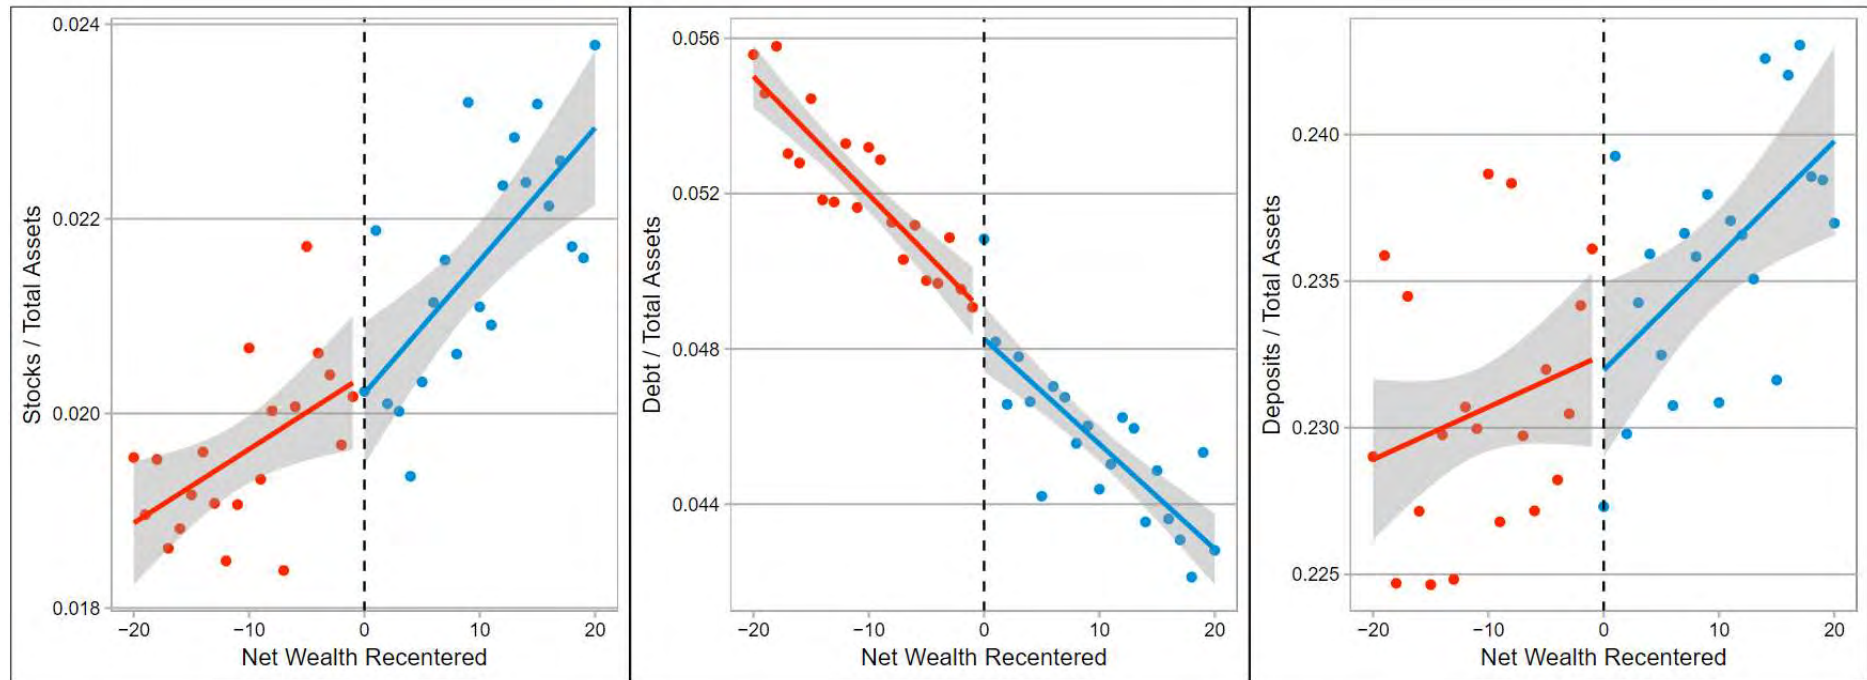 Stocks / Total Assets
0.024
0.022
0.020
0.018
−20 −10 0 10 20
Net Wealth Recentered
Debt / Total Assets
0.056
0.052
0.048
0.044
−20 −10 0 10 20
Net Wealth Recentered
Deposits / Total Assets
0.240
0.235
0.230
0.225
−20 −10 0 10 20
Net Wealth Recentered